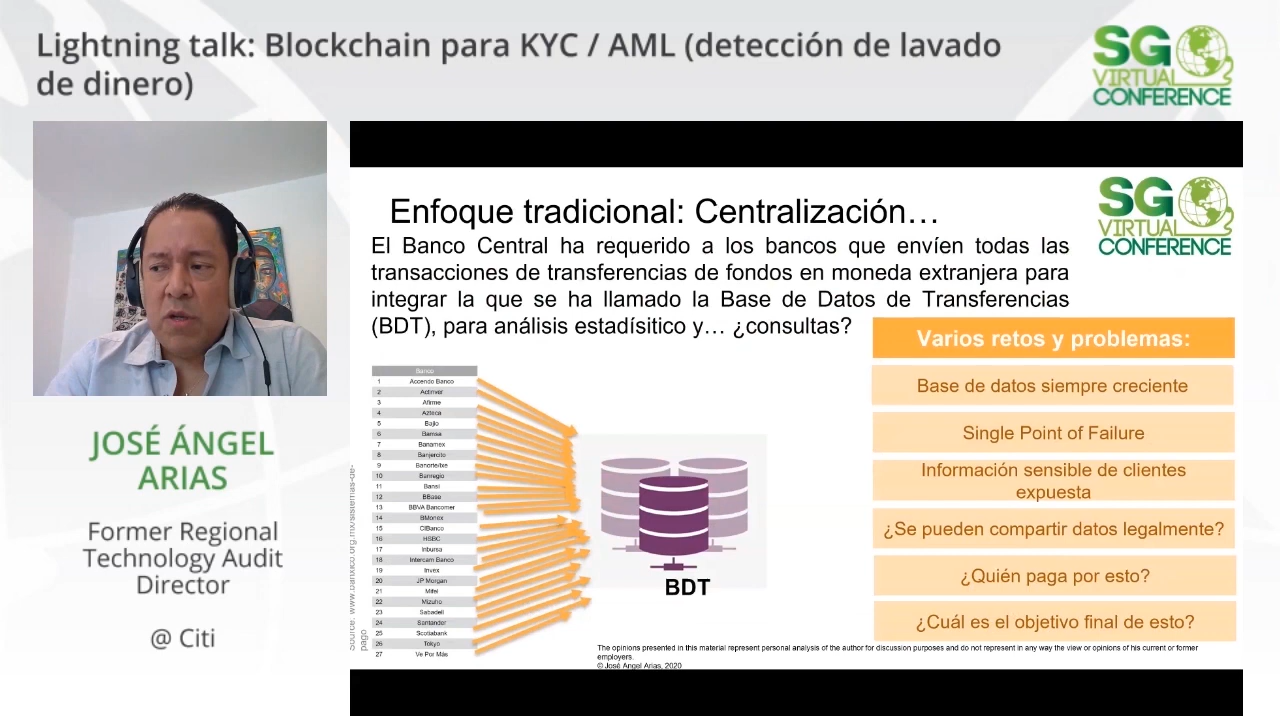 Lightning talk: Blockchain para KYC / AML (detección de lavado
de dinero)
SG
VIRTUAL
CONFERENCE
JOSÉ ÁNGEL
ARIAS
Former Regional
Technology Audit
Director
@ Citi
SG
VIRTUAL
CONFERENCE
Enfoque tradicional: Centralización…
El Banco Central ha requerido a los bancos que envíen todas las
transacciones de transferencias de fondos en moneda extranjera para
integrar la que se ha llamado la Base de Datos de Transferencias
(BDT), para análisis estadísitico y… ¿consultas?
Banco
1 Accendo Banco
2 Actinver
3 Afirme
4 Azteca
5 Bajío
6 Bamsa
7 Banamex
8 Banjercito
9 Banorte/Ixe
10 Banregio
11 Bansí
12 BBase
13 BBVA Bancomer
14 BMonex
15 CIBanco
16 HSBC
17 Inbursa
18 Intercam Banco
19 Invex
20 JP Morgan
21 Mifel
22 Mizuho
23 Sabadell
24 Santander
25 Scotiabank
26 Tokyo
27 Ve Por Más
BDT
Varios retos y problemas:
Base de datos siempre creciente
Single Point of Failure
Información sensible de clientes
expuesta
¿Se pueden compartir datos legalmente?
¿Quién paga por esto?
¿Cuál es el objetivo final de esto?
The opinions presented in this material represent personal analysis of the author for discussion purposes and do not represent in any way the view or opinions of his current or former
employers.
© José Angel Arias, 2020